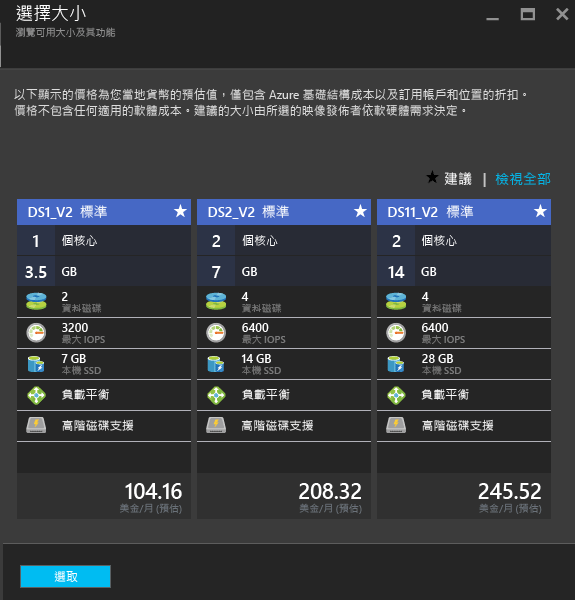 選擇大小
瀏覽可用大小及其功能
以下顯示的價格為您當地貨幣的預估值，僅包含 Azure 基礎結構成本以及訂用帳戶和位置的折扣。
價格不包含任何適用的軟體成本。建議的大小由所選的映像發佈者依軟硬體需求決定。
★ 建議 | 檢視全部
DS1_V2 標準 ★
1 個核心
3.5 GB
2
資料磁碟
3200
最大 IOPS
7 GB
本機 SSD
負載平衡
高階磁碟支援
104.16
美金/月 (預估)
DS2_V2 標準 ★
2 個核心
7 GB
4
資料磁碟
6400
最大 IOPS
14 GB
本機 SSD
負載平衡
高階磁碟支援
208.32
美金/月 (預估)
DS11_V2 標準 ★
2 個核心
14 GB
4
資料磁碟
6400
最大 IOPS
28 GB
本機 SSD
負載平衡
高階磁碟支援
245.52
美金/月 (預估)
選取